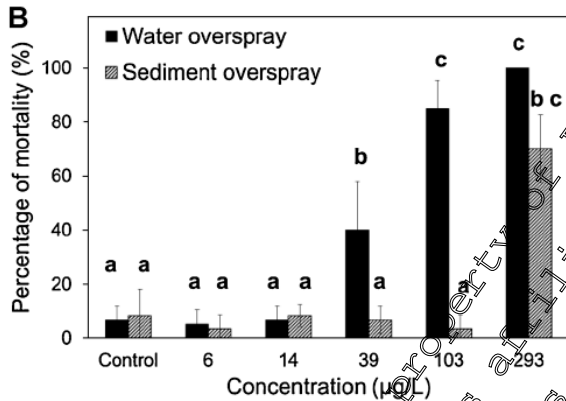 B
Water overspray
Sediment overspray
Percentage of mortality (%)
100
80
60
40
20
0
a a a a a a b a c a c b c
Control 6 14 39 103 293
Concentration (µg/L)